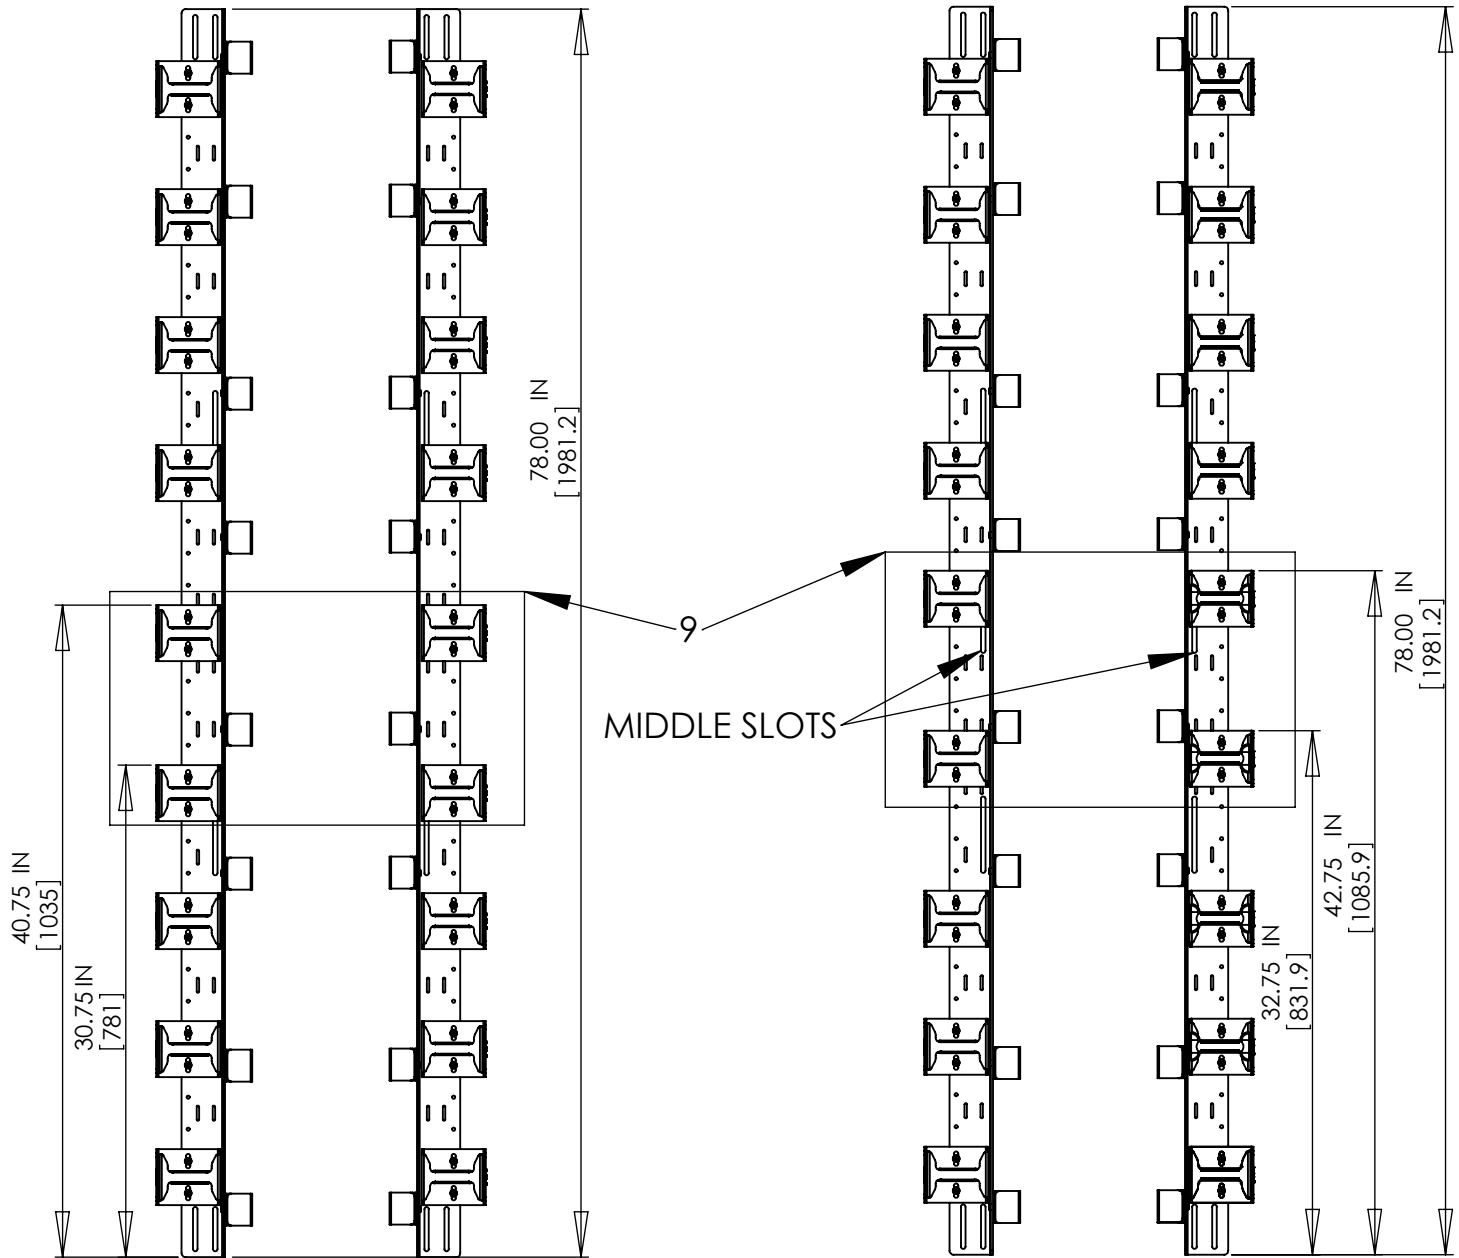 78.00 IN
[1981.2]
40.75 IN
[1035]
30.75 IN
[781]
9
MIDDLE SLOTS
78.00 IN
[1981.2]
42.75 IN
[1085.9]
32.75 IN
[831.9]